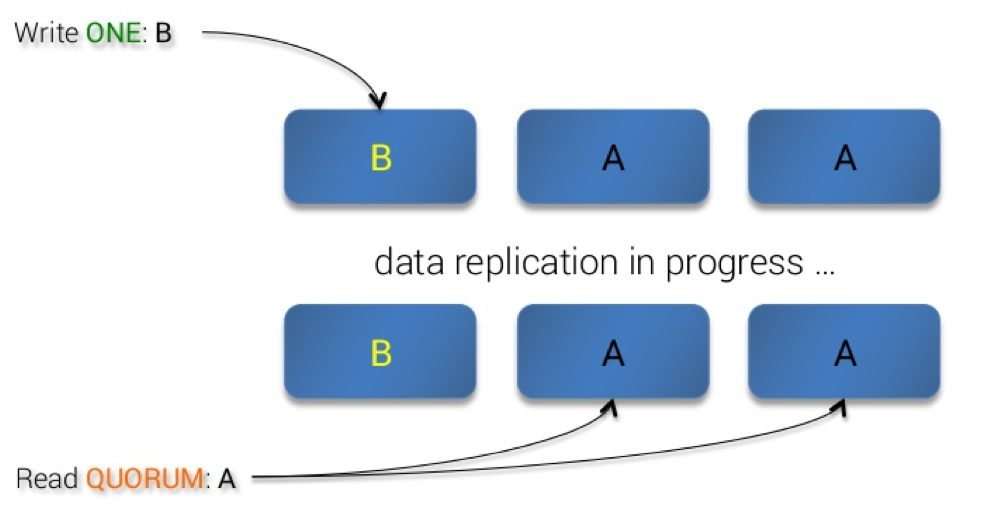 Write ONE: B
B A A
data replication in progress ...
B A A
Read QUORUM: A